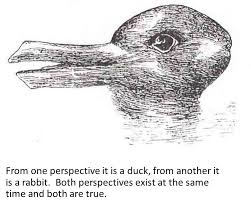 From one perspective it is a duck, from another it
is a rabbit.  Both perspectives exist at the same
time and both are true.